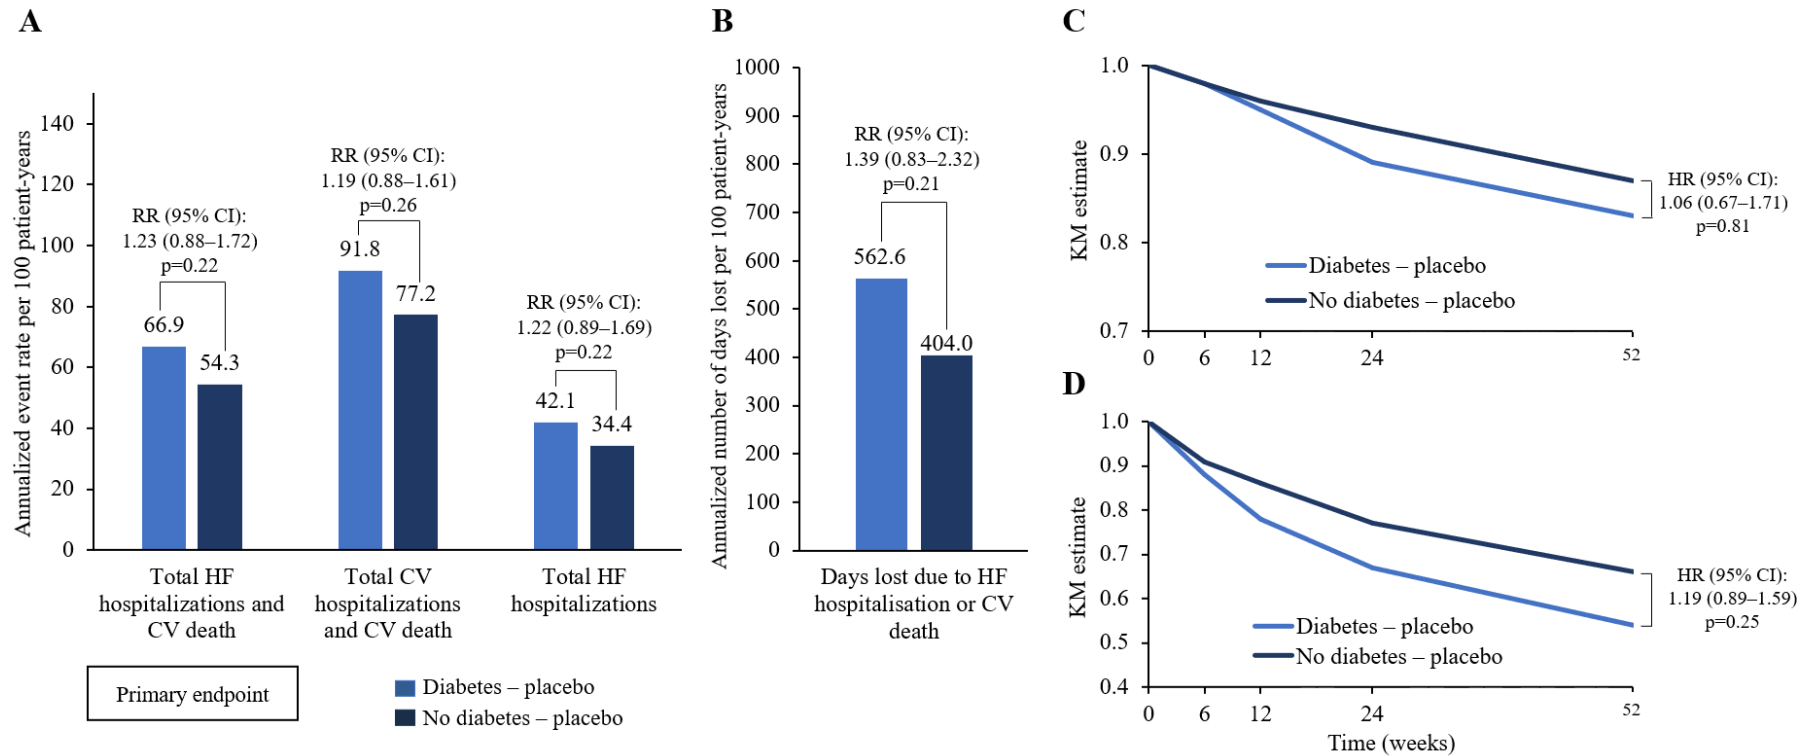 A
Annualized event rate per 100 patient-years
140
120
100
80
60
40
20
0
RR (95% CI):
1.23 (0.88–1.72)
p=0.22
66.9
54.3
RR (95% CI):
1.19 (0.88–1.61)
p=0.26
91.8
77.2
RR (95% CI):
1.22 (0.89–1.69)
p=0.22
42.1
34.4
Total HF
hospitalizations and
CV death
Total CV
hospitalizations
and CV death
Total HF
hospitalizations
Primary endpoint
Diabetes – placebo
No diabetes – placebo
B
Annualized number of days lost per 100 patient-years
1000
900
800
700
600
500
400
300
200
100
0
RR (95% CI):
1.39 (0.83–2.32)
p=0.21
562.6
404.0
Days lost due to HF
hospitalisation or CV
death
C
KM estimate
1.0
0.9
0.8
0.7
0 6 12 24 52
Diabetes – placebo
No diabetes – placebo
HR (95% CI):
1.06 (0.67–1.71)
p=0.81
D
KM estimate
1.0
0.9
0.8
0.7
0.6
0.5
0.4
0 6 12 24 52
Time (weeks)
Diabetes – placebo
No diabetes – placebo
HR (95% CI):
1.19 (0.89–1.59)
p=0.25